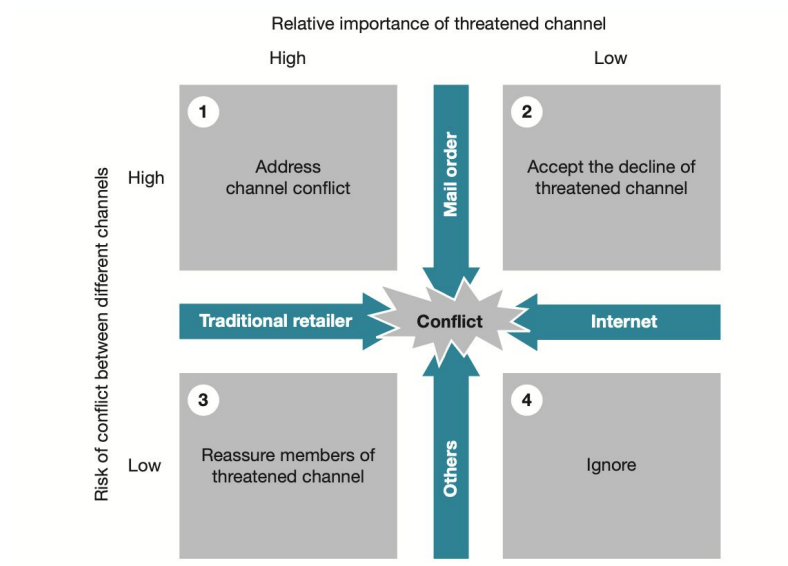 Relative importance of threatened channel
High
Low
Risk of conflict between different channels
High
1
Address
channel conflict
Mail order
2
Accept the decline of
threatened channel
Traditional retailer
Conflict
Internet
Low
3
Reassure members of
threatened channel
Others
4
Ignore